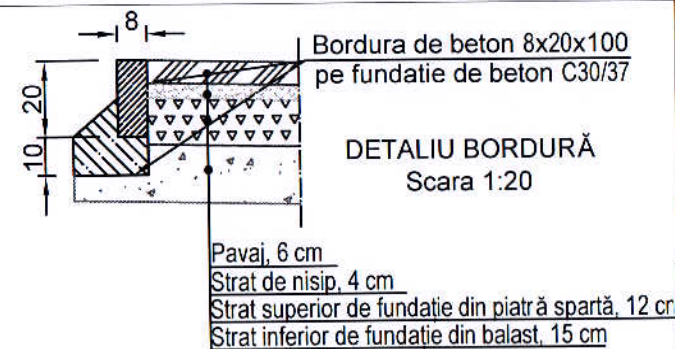 8
Bordura de beton 8x20x100
pe fundatie de beton C30/37
20
10
DETALIU BORDURĂ
Scara 1:20
Pavaj, 6 cm
Strat de nisip, 4 cm
Strat superior de fundație din piatră spartă, 12 cm
Strat inferior de fundație din balast, 15 cm